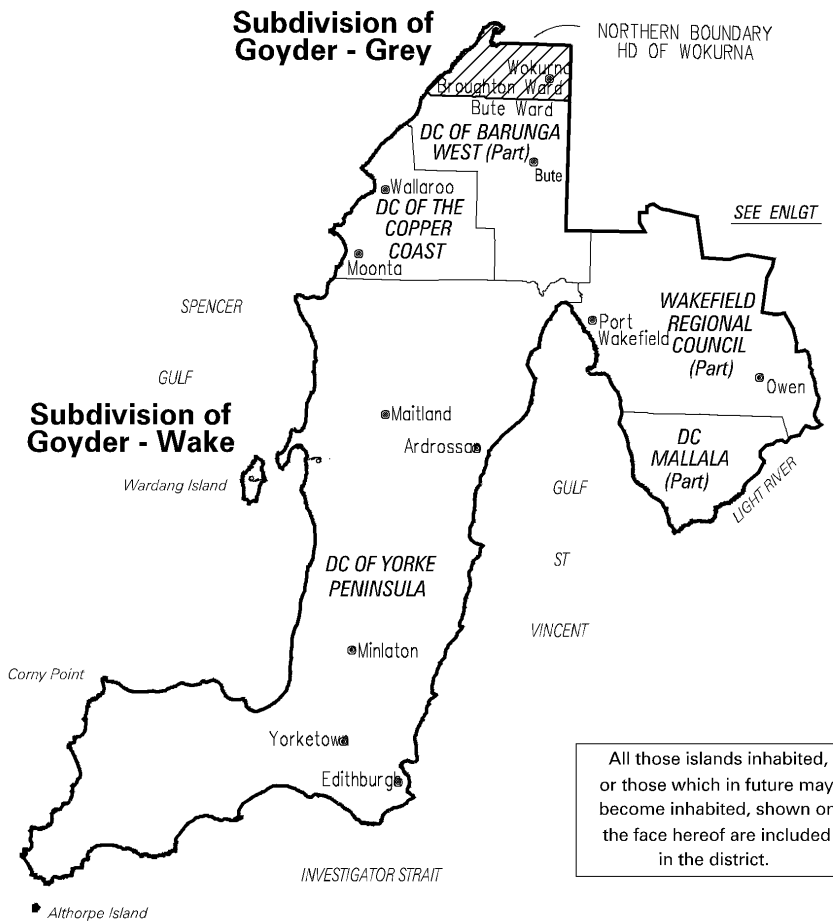 Subdivision of
Goyder - Grey
NORTHERN BOUNDARY
HD OF WOKURNA
Wokurna
Broughton Ward
Bute Ward
DC OF BARUNGA
WEST (Part)
Bute
Wallaroo
DC OF THE
COPPER
COAST
Moonta
SEE ENLGT
SPENCER
GULF
WAKEFIELD
REGIONAL
COUNCIL
(Part)
Port
Wakefield
Owen
Subdivision of
Goyder - Wake
Maitland
Ardrossan
Wardang Island
DC
MALLALA
(Part)
LIGHT RIVER
GULF
ST
VINCENT
DC OF YORKE
PENINSULA
Minlaton
Corny Point
Yorketown
Edithburgh
All those islands inhabited,
or those which in future may
become inhabited, shown on
the face hereof are included
in the district.
INVESTIGATOR STRAIT
Althorpe Island